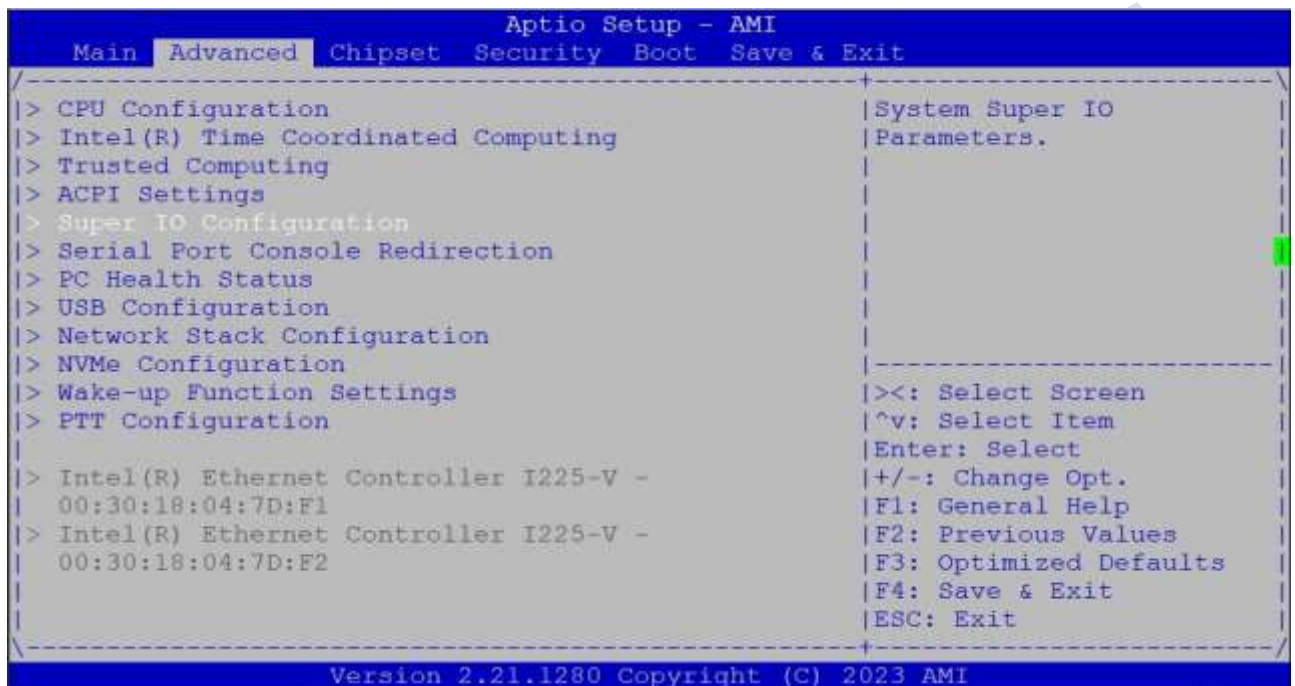 Aptio Setup - AMI
Main Advanced Chipset Security Boot Save & Exit
> CPU Configuration
> Intel(R) Time Coordinated Computing
> Trusted Computing
> ACPI Settings
> Super IO Configuration
> Serial Port Console Redirection
> PC Health Status
> USB Configuration
> Network Stack Configuration
> NVMe Configuration
> Wake-up Function Settings
> PTT Configuration
> Intel(R) Ethernet Controller I225-V -
00:30:18:04:7D:F1
> Intel(R) Ethernet Controller I225-V -
00:30:18:04:7D:F2
System Super IO
Parameters.
><: Select Screen
^v: Select Item
Enter: Select
+/-: Change Opt.
F1: General Help
F2: Previous Values
F3: Optimized Defaults
F4: Save & Exit
ESC: Exit
Version 2.21.1280 Copyright (C) 2023 AMI